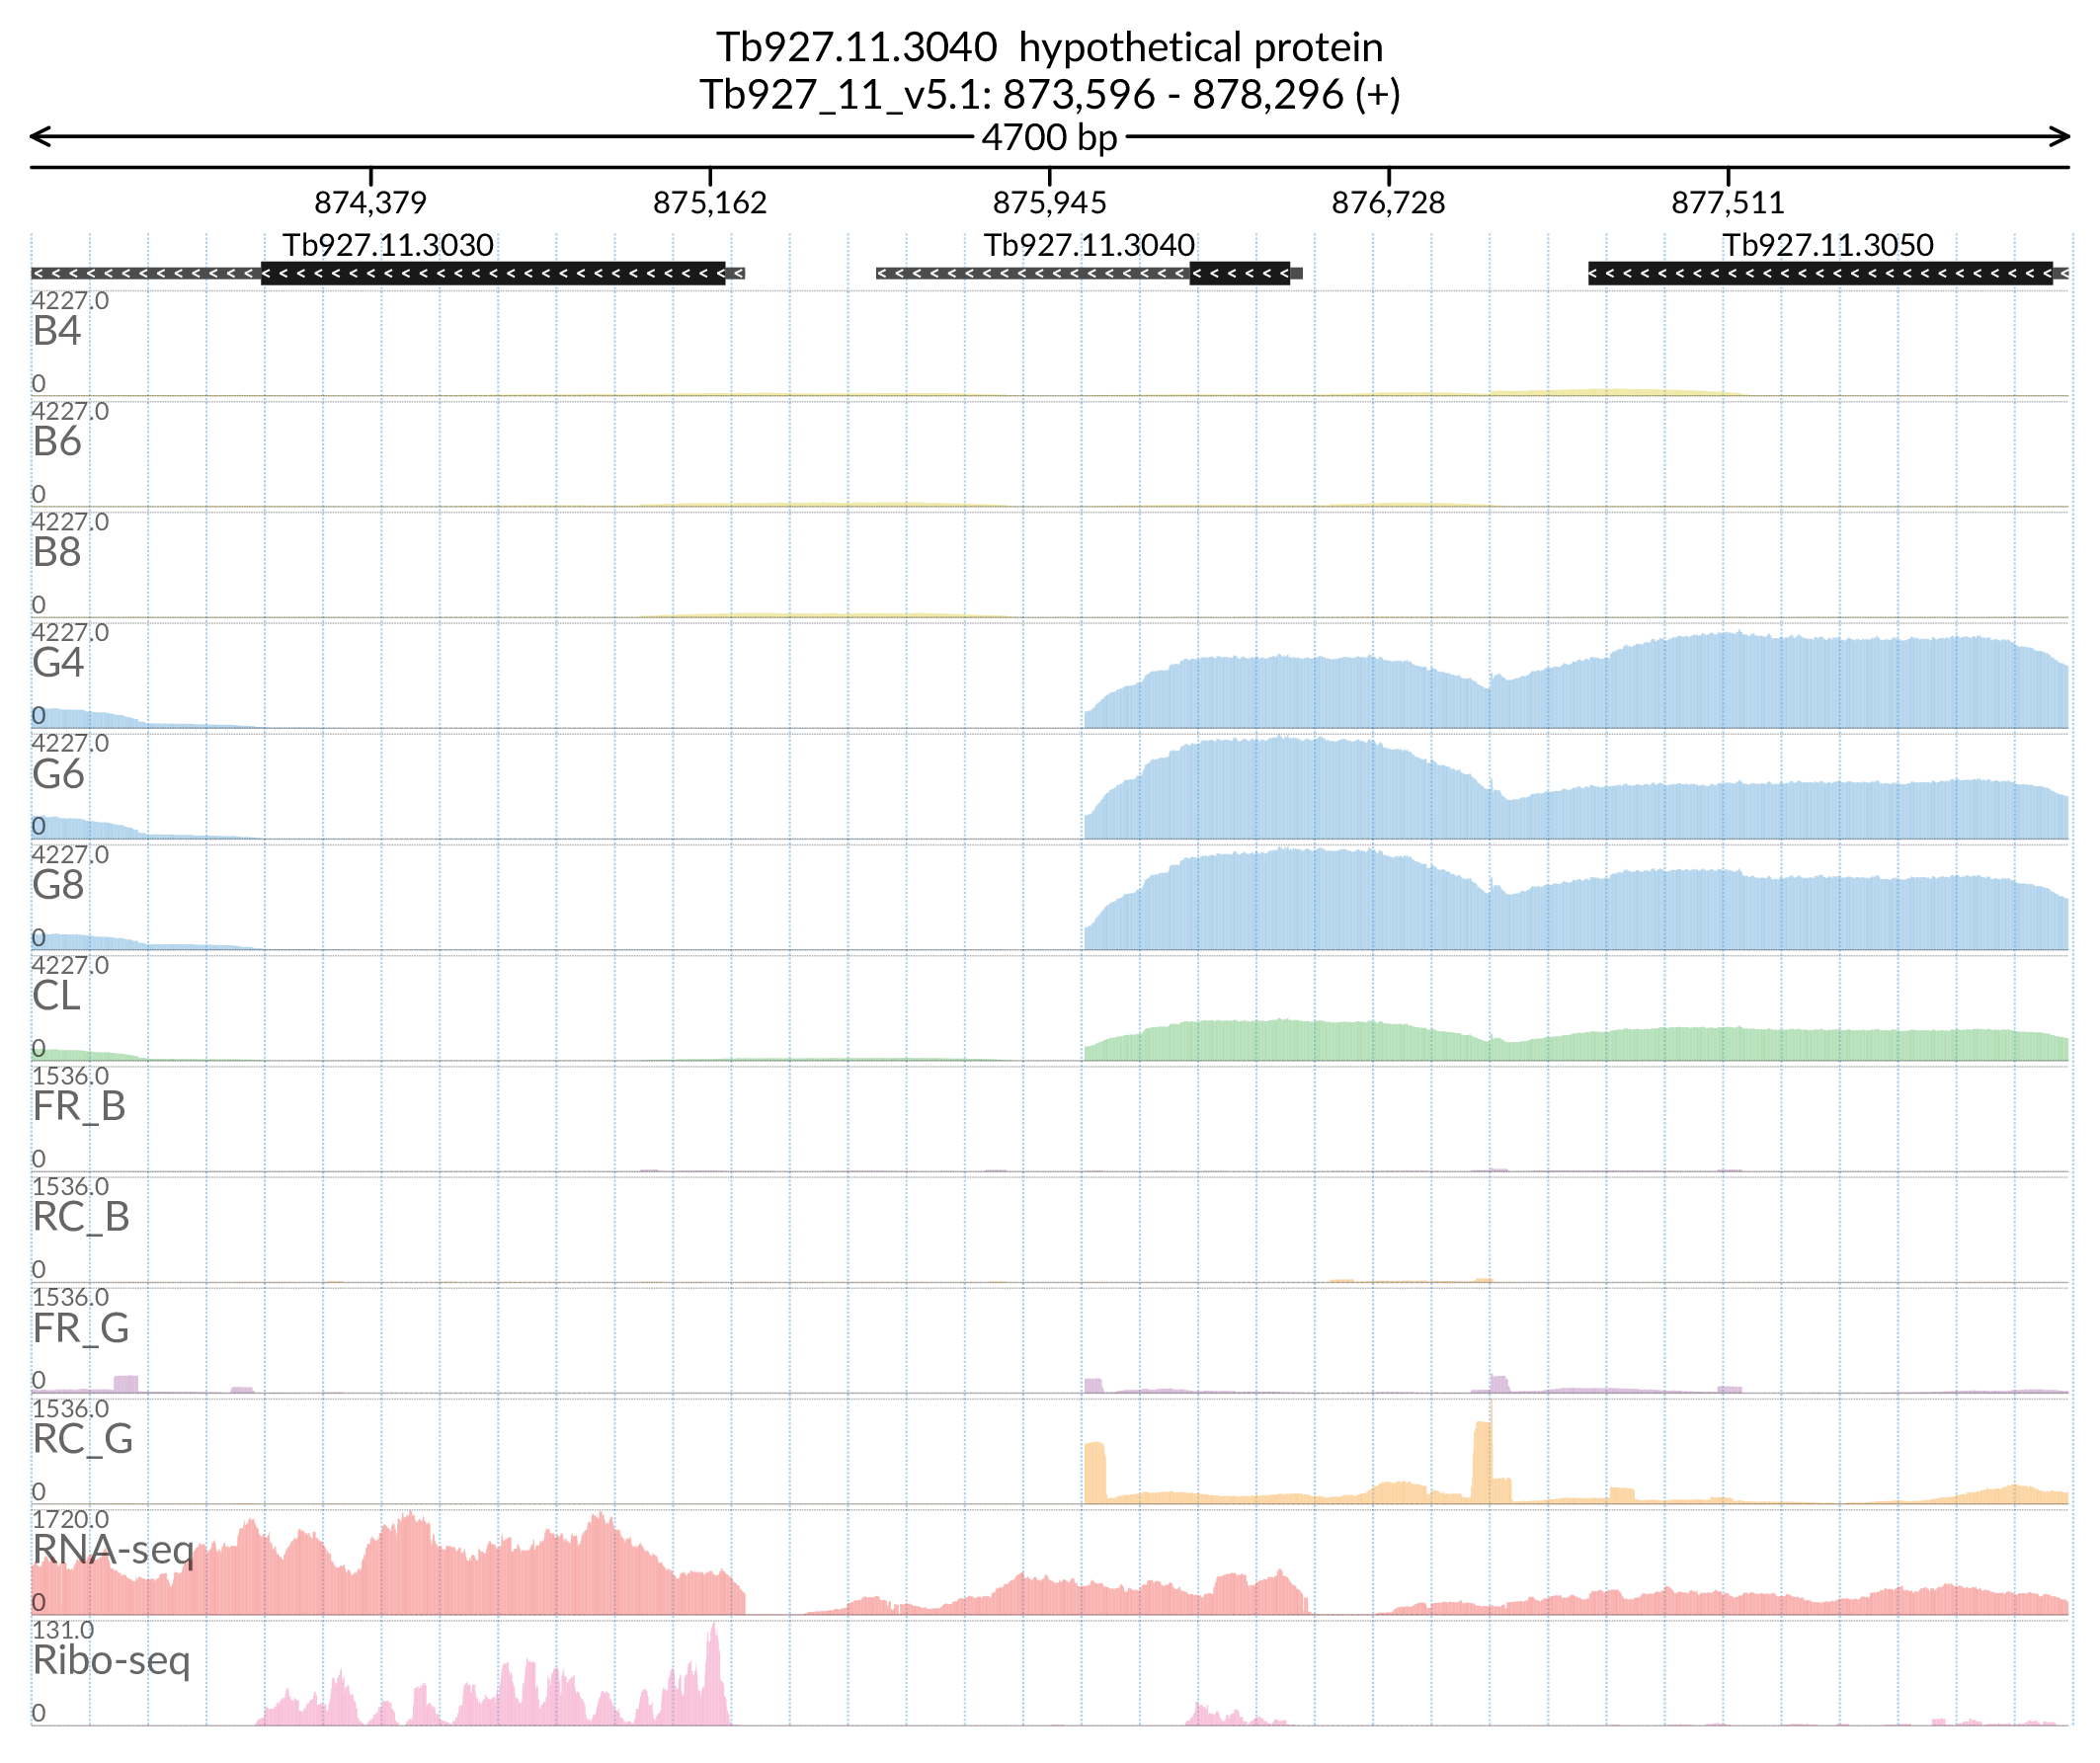 Tb927.11.3040  hypothetical protein
Tb927_11_v5.1: 873,596 - 878,296 (+)
4700 bp
874,379 875,162 875,945 876,728 877,511
Tb927.11.3030 Tb927.11.3040 Tb927.11.3050
4227.0
B4
0
4227.0
B6
0
4227.0
B8
0
4227.0
G4
0
4227.0
G6
0
4227.0
G8
0
4227.0
CL
0
1536.0
FR_B
0
1536.0
RC_B
0
1536.0
FR_G
0
1536.0
RC_G
0
1720.0
RNA-seq
0
131.0
Ribo-seq
0